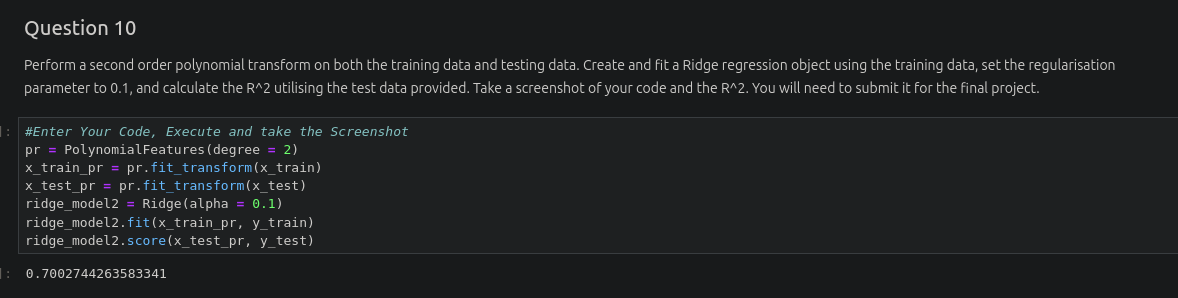 Question 10
Perform a second order polynomial transform on both the training data and testing data. Create and fit a Ridge regression object using the training data, set the regularisation
parameter to 0.1, and calculate the R^2 utilising the test data provided. Take a screenshot of your code and the R^2. You will need to submit it for the final project.
]: #Enter Your Code, Execute and take the Screenshot
pr = PolynomialFeatures(degree = 2)
x_train_pr = pr.fit_transform(x_train)
x_test_pr = pr.fit_transform(x_test)
ridge_model2 = Ridge(alpha = 0.1)
ridge_model2.fit(x_train_pr, y_train)
ridge_model2.score(x_test_pr, y_test)
]: 0.7002744263583341